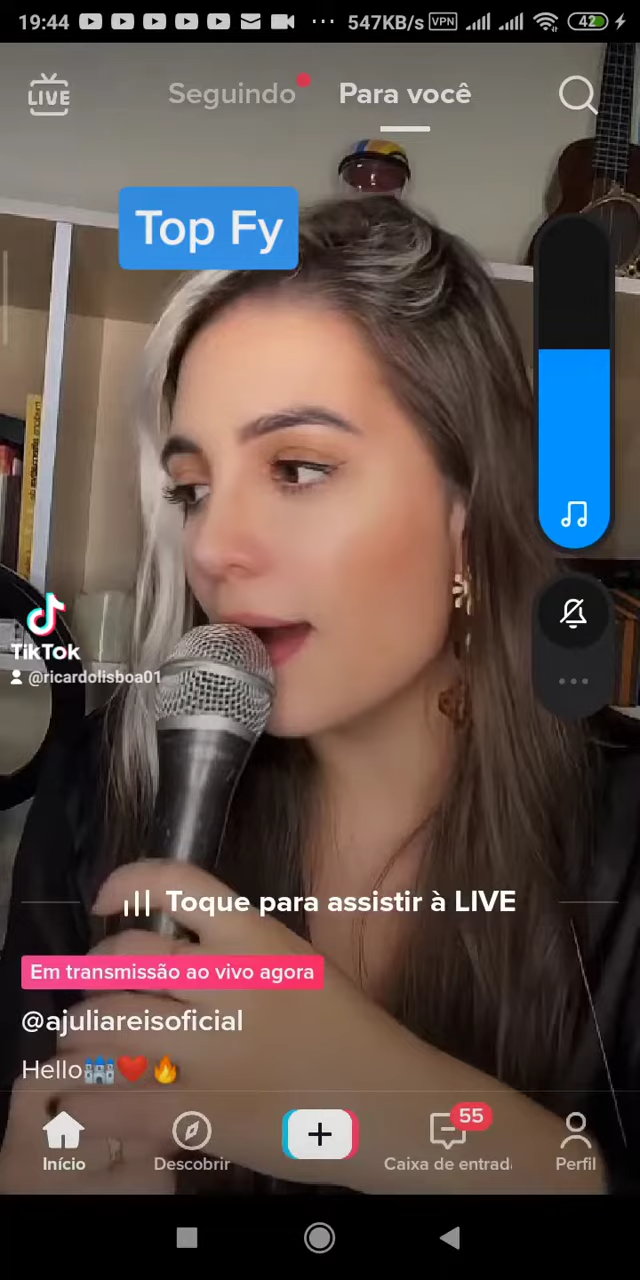 19:44 ... 547KB/s VPN 42
LIVE Seguindo Para você
Top Fy
TikTok
@ricardolisboa01
Toque para assistir à LIVE
Em transmissão ao vivo agora
@ajuliareisoficial
Hello🏰❤️🔥
55
Início Descobrir Caixa de entrad Perfil